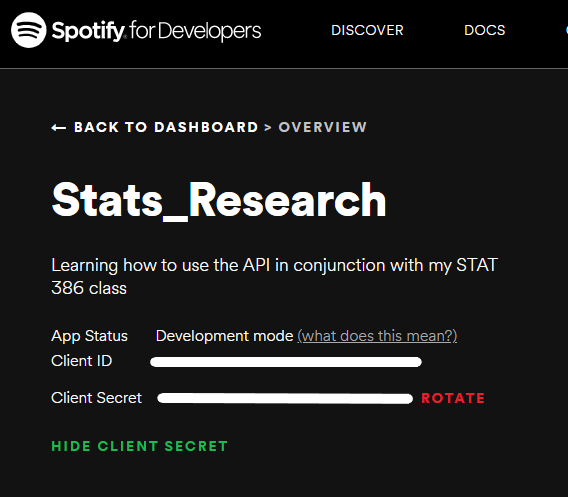 Spotify for Developers DISCOVER DOCS
← BACK TO DASHBOARD > OVERVIEW
Stats_Research
Learning how to use the API in conjunction with my STAT
386 class
App Status Development mode (what does this mean?)
Client ID
Client Secret ROTATE
HIDE CLIENT SECRET